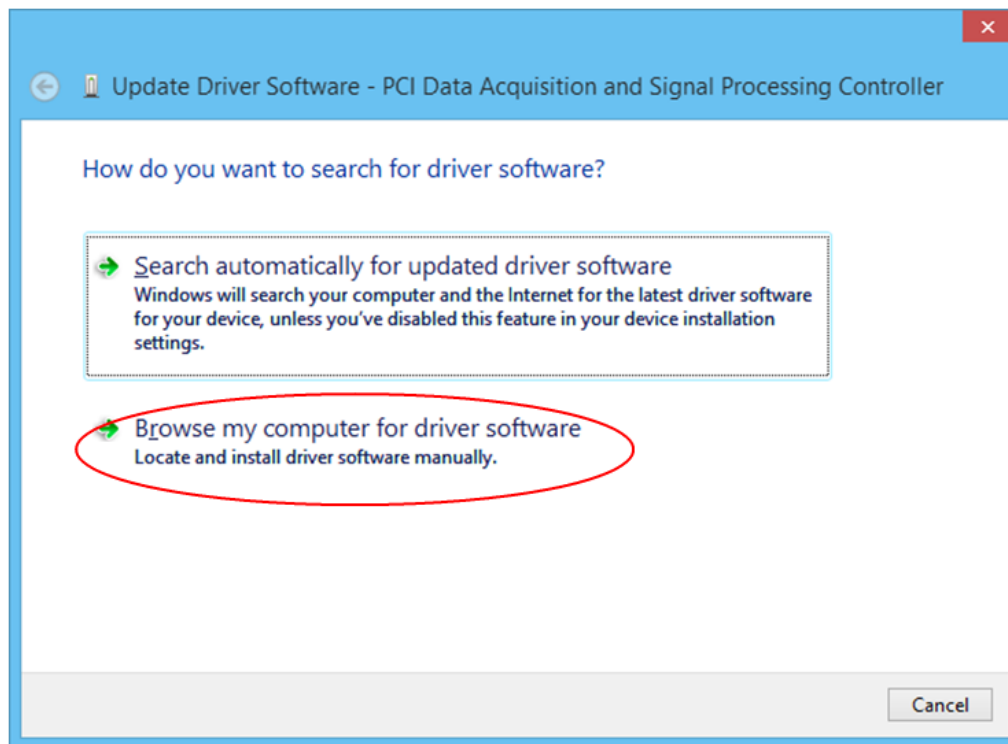 Update Driver Software - PCI Data Acquisition and Signal Processing Controller
How do you want to search for driver software?
Search automatically for updated driver software
Windows will search your computer and the Internet for the latest driver software
for your device, unless you've disabled this feature in your device installation
settings.
Browse my computer for driver software
Locate and install driver software manually.
Cancel